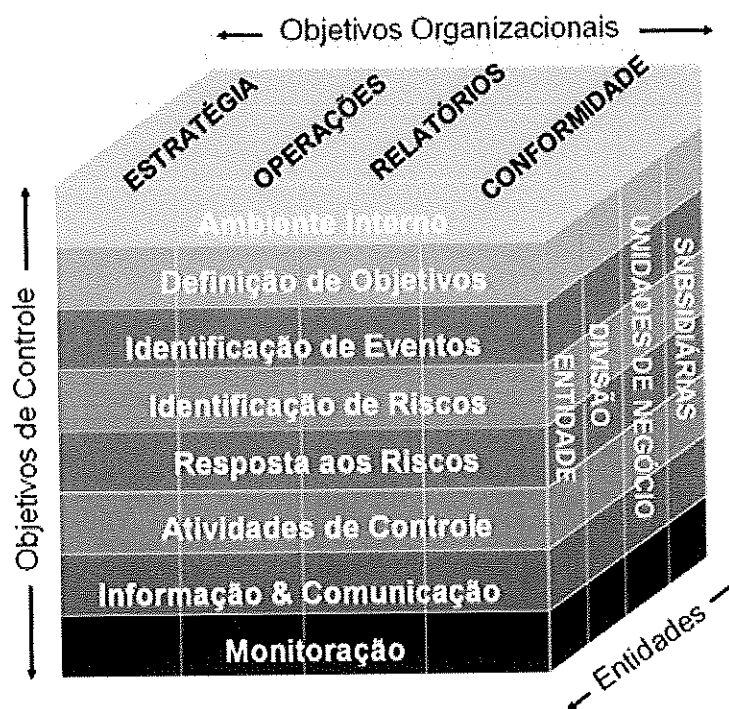 Objetivos Organizacionais
ESTRATÉGIA
OPERAÇÕES
RELATÓRIOS
CONFORMIDADE
Objetivos de Controle
Ambiente Interno
Definição de Objetivos
Identificação de Eventos
Identificação de Riscos
Resposta aos Riscos
Atividades de Controle
Informação & Comunicação
Monitoração
ENTIDADE
DIVISÃO
UNIDADES DE NEGÓCIO
SUBSIDIÁRIAS
Entidades